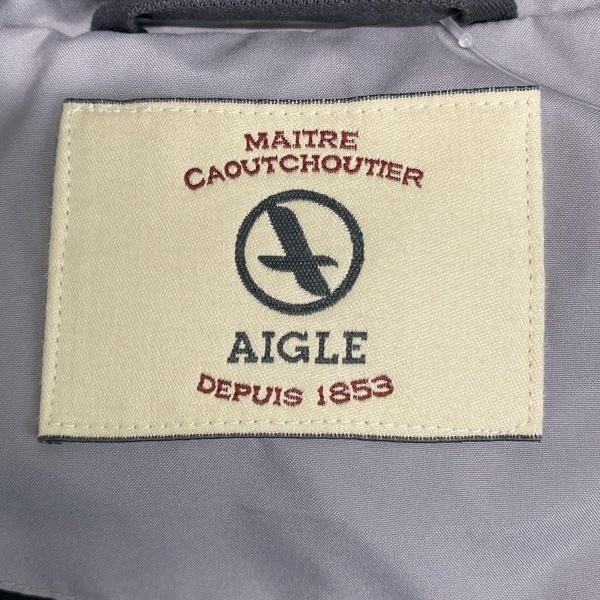 MAITRE
CAOUTCHOUTIER
AIGLE
DEPUIS 1853